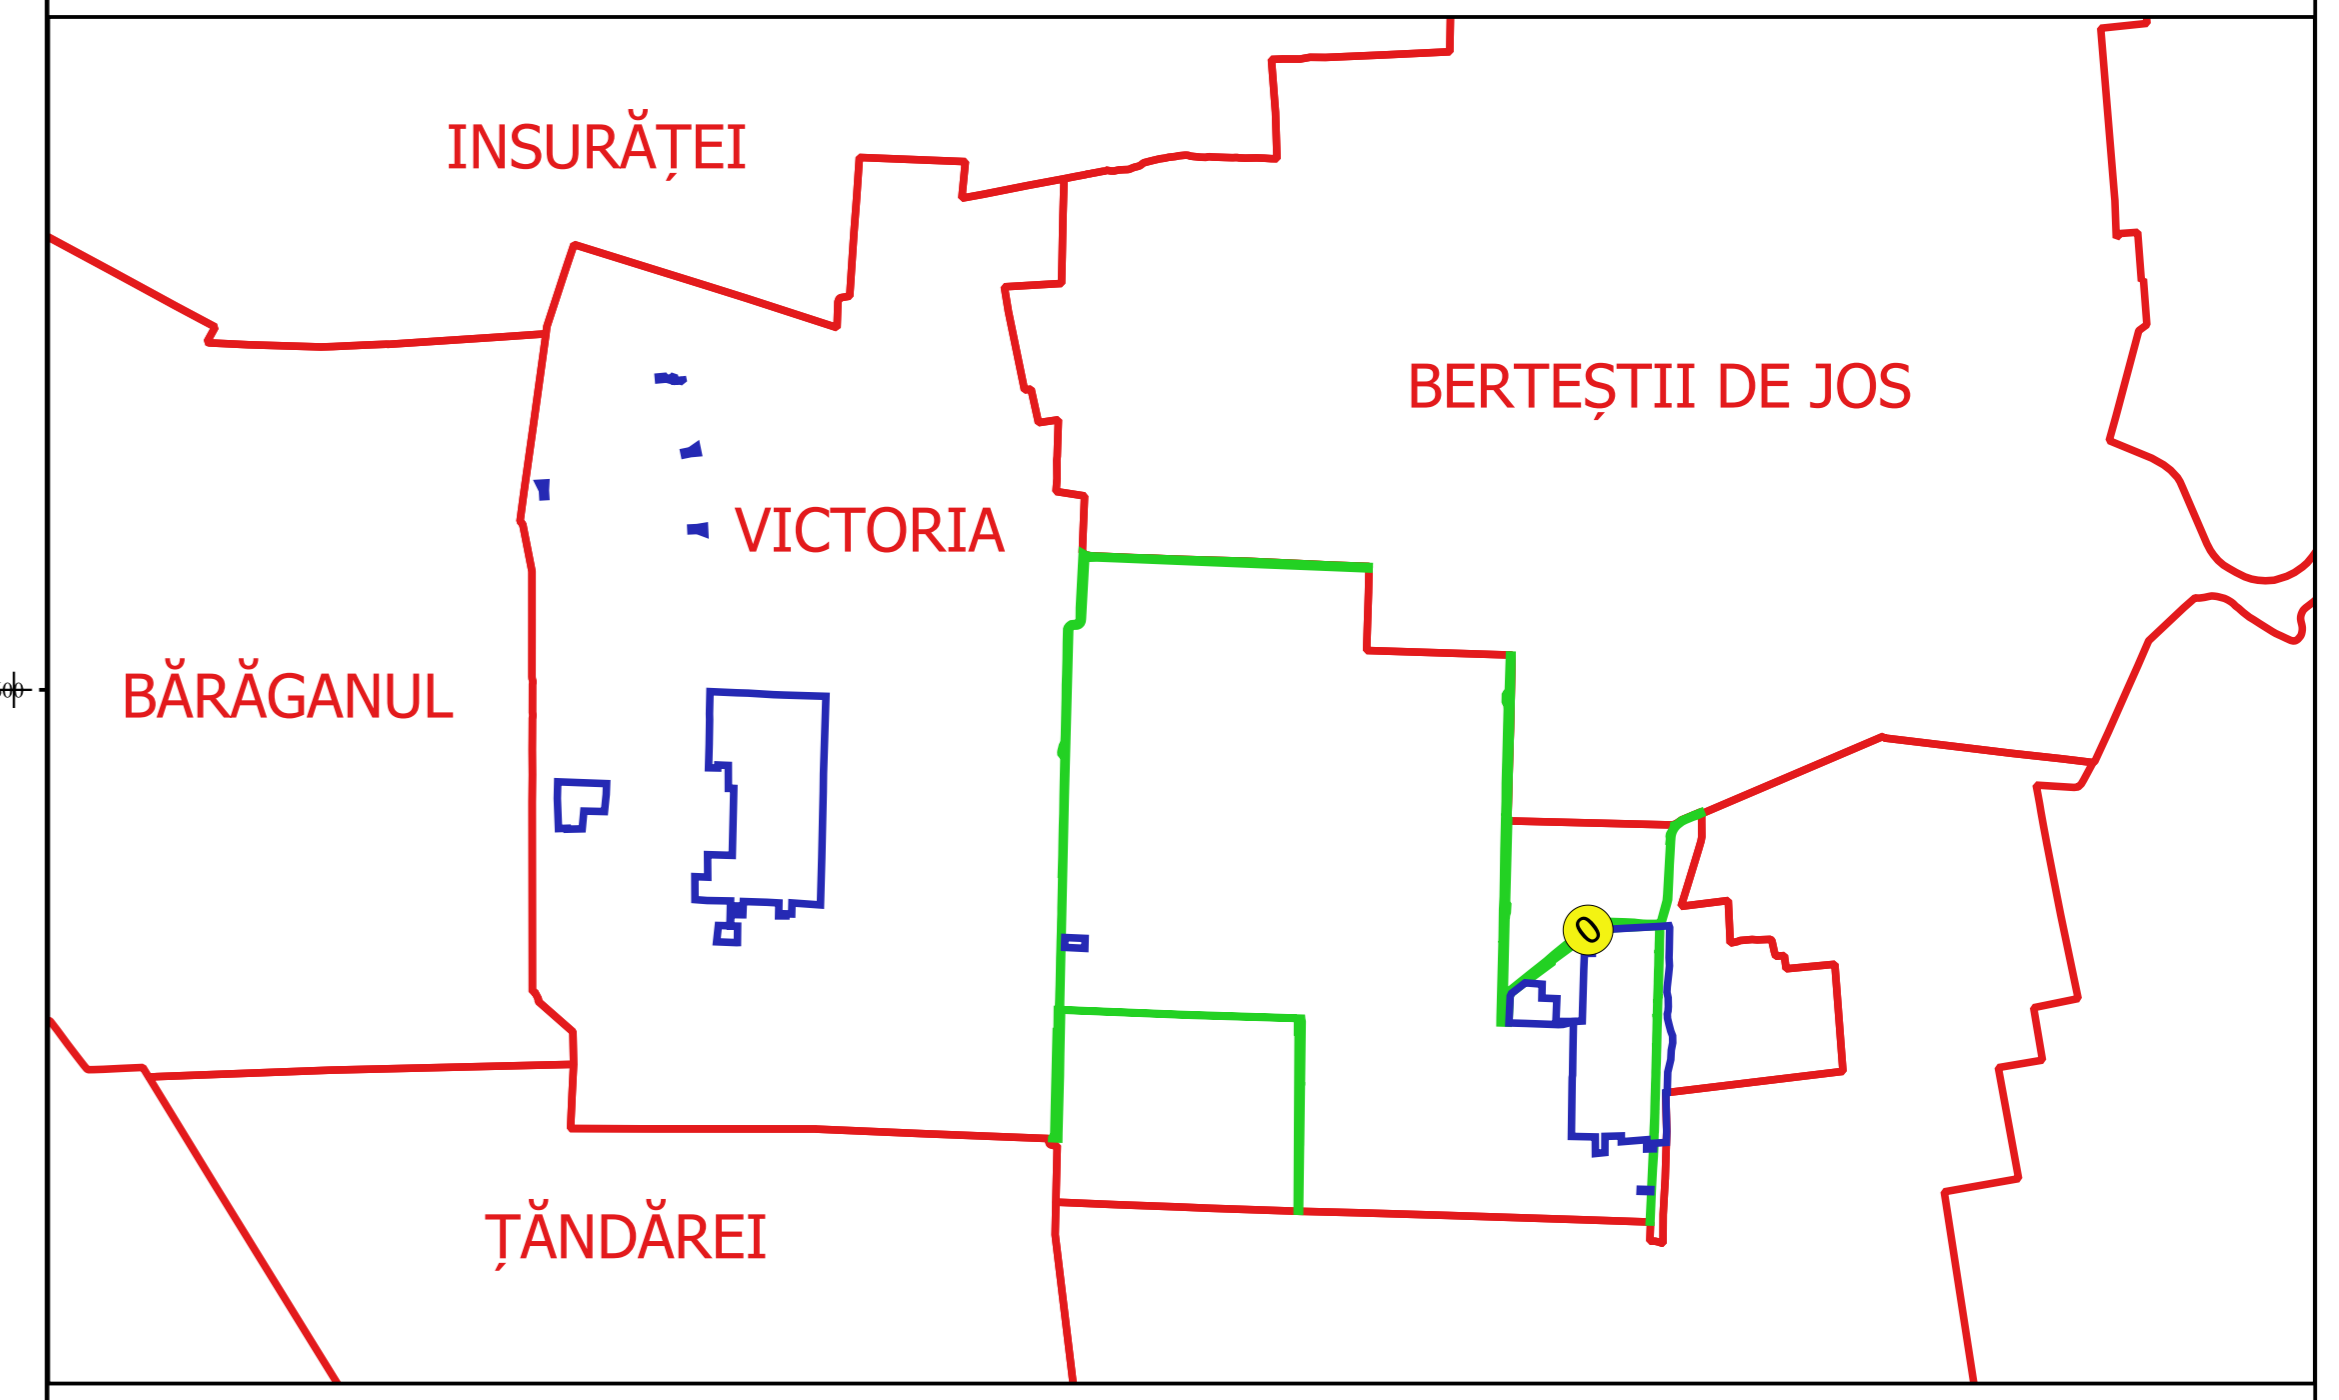 INSURĂȚEI
BERTEȘTII DE JOS
VICTORIA
BĂRĂGANUL
0
ȚĂNDĂREI